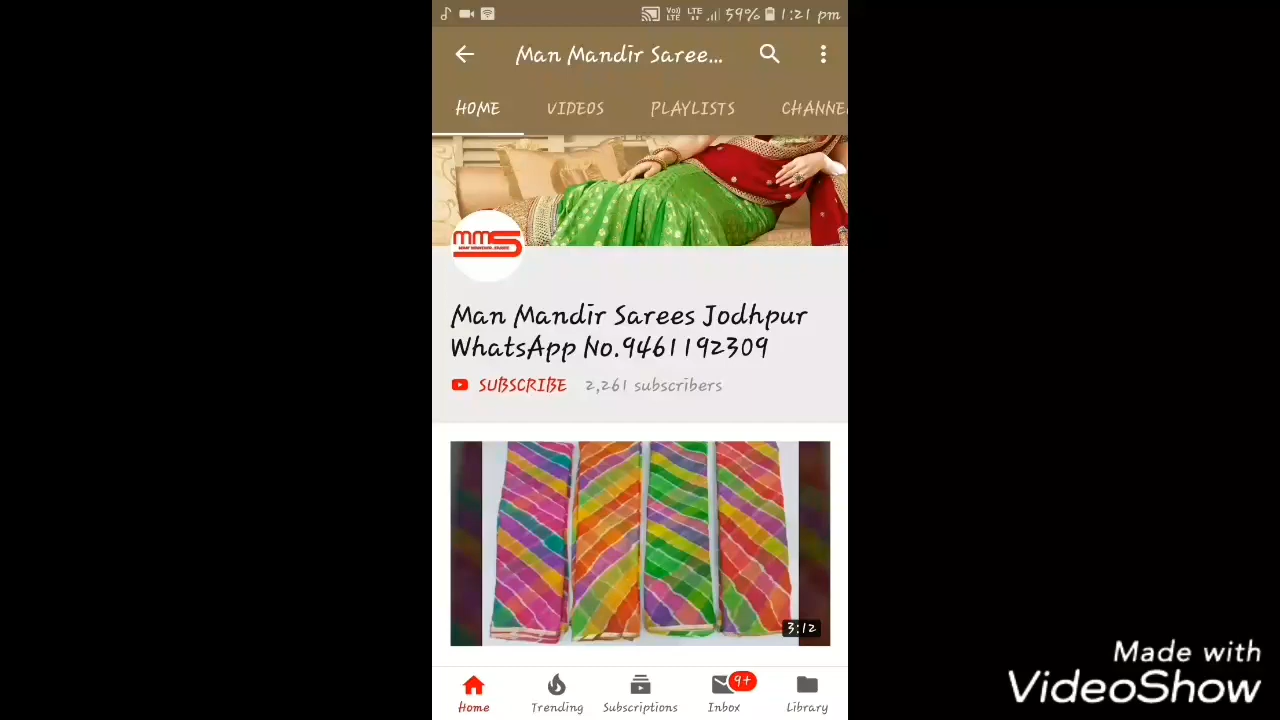 59% 1:21 pm
Man Mandir Saree...
HOME VIDEOS PLAYLISTS CHANNE
mms
Man Mandir Sarees Jodhpur
WhatsApp No.9461192309
SUBSCRIBE 2,261 subscribers
3:12
9+
Home Trending Subscriptions Inbox Library
Made with
VideoShow